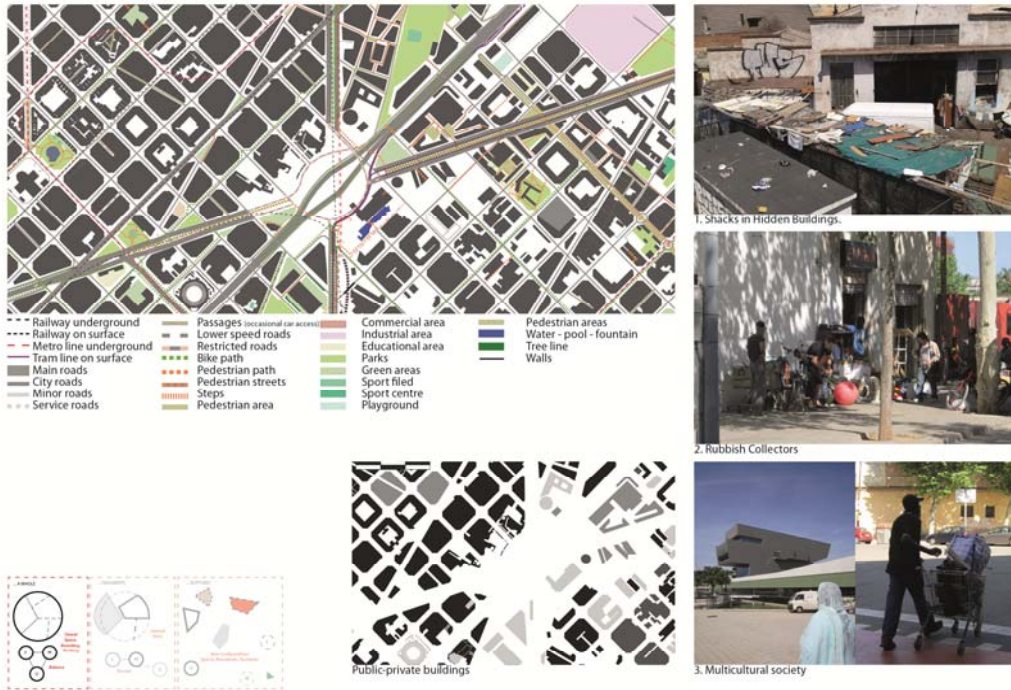 Railway underground
Railway on surface
Metro line underground
Tram line on surface
Main roads
City roads
Minor roads
Service roads
Passages (occasional car access)
Lower speed roads
Restricted roads
Bike path
Pedestrian path
Pedestrian streets
Steps
Pedestrian area
Commercial area
Industrial area
Educational area
Parks
Green areas
Sport filed
Sport centre
Playground
Pedestrian areas
Water - pool - fountain
Tree line
Walls
1. Shacks in Hidden Buildings.
2. Rubbish Collectors
Public-private buildings
3. Multicultural society